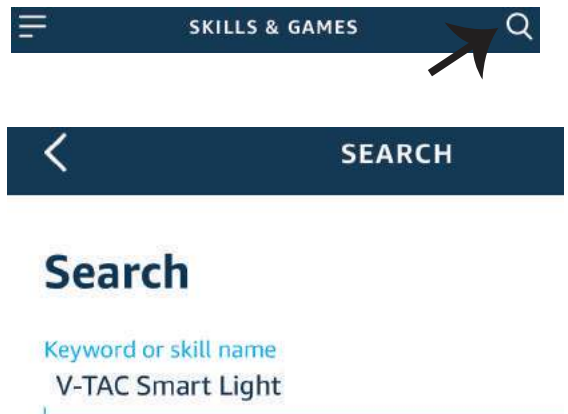 SKILLS & GAMES
SEARCH
Search
Keyword or skill name
V-TAC Smart Light